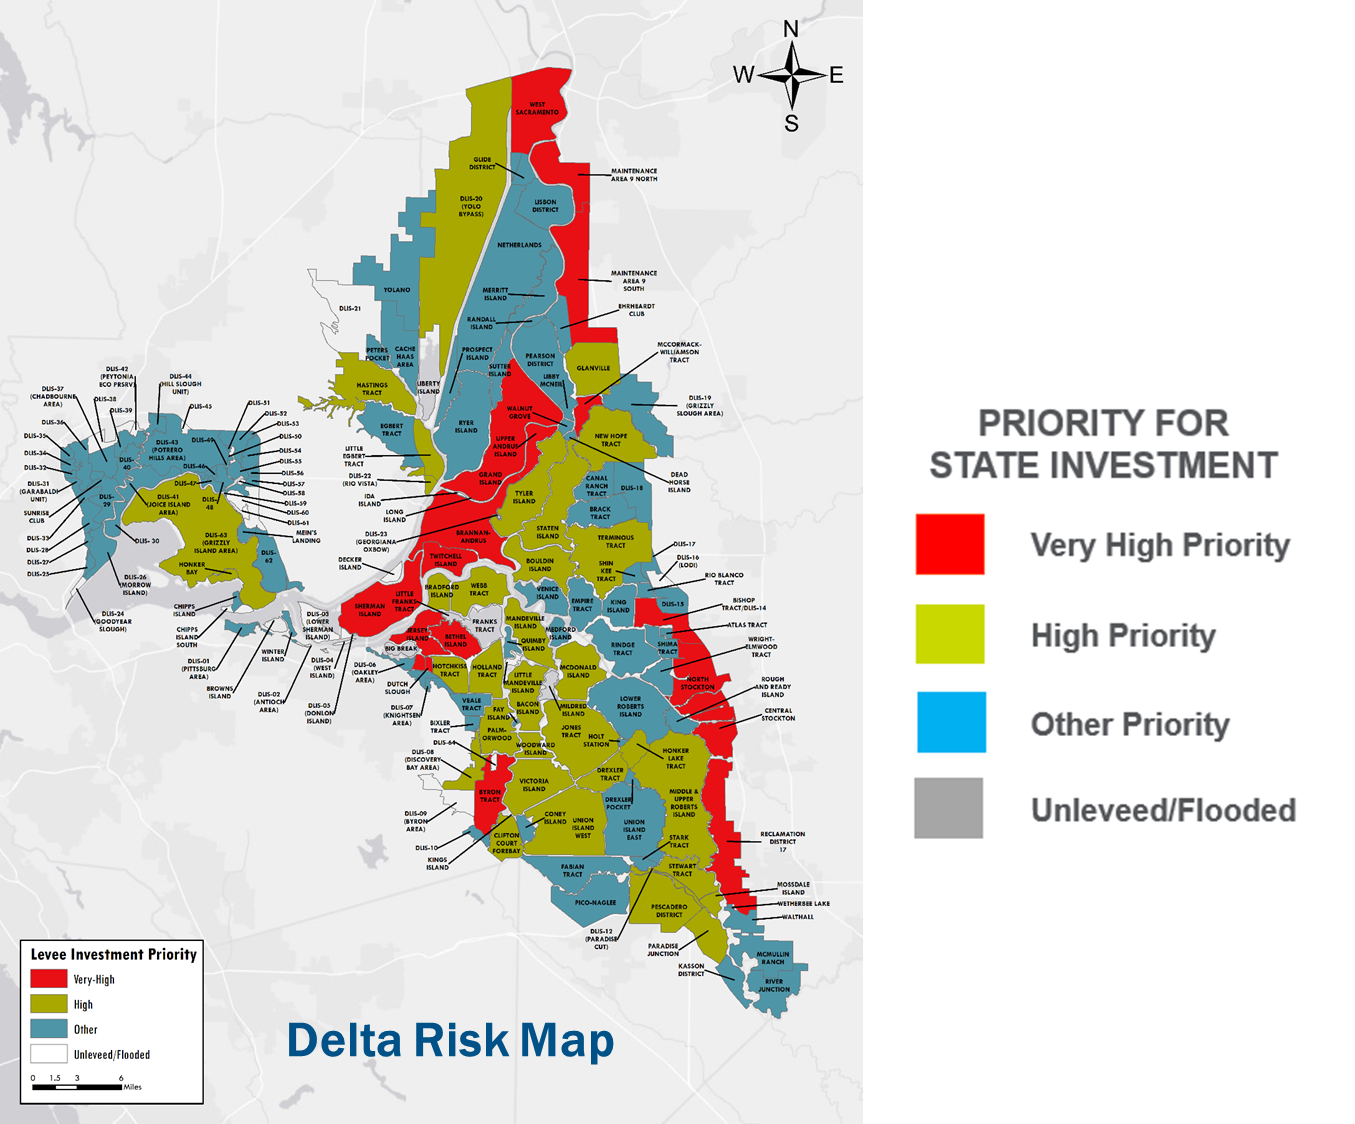 N
W E
S
WEST
SACRAMENTO
GLIDE
DISTRICT
MAINTENANCE
AREA 9 NORTH
DLIS-20
(YOLO
BYPASS)
LISBON
DISTRICT
NETHERLANDS
MAINTENANCE
AREA 9
SOUTH
YOLANO
MERRITT
ISLAND
DLIS-21
EHRHEARDT
CLUB
RANDALL
ISLAND
MCCORMACK-
WILLIAMSON
TRACT
PETERS
POCKET
CACHE
HAAS
AREA
PROSPECT
ISLAND
SUTTER
ISLAND
PEARSON
DISTRICT
GLANVILLE
LIBBY
MCNEIL
HASTINGS
TRACT
LIBERTY
ISLAND
DLIS-19
(GRIZZLY
SLOUGH AREA)
WALNUT
GROVE
EGBERT
TRACT
RYER
ISLAND
UPPER
ANDRUS
ISLAND
NEW HOPE
TRACT
LITTLE
EGBERT
TRACT
DLIS-22
(RIO VISTA)
GRAND
ISLAND
DEAD
HORSE
ISLAND
CANAL
RANCH
TRACT
DLIS-18
IDA
ISLAND
LONG
ISLAND
TYLER
ISLAND
BRACK
TRACT
DLIS-23
(GEORGIANA
OXBOW)
BRANNAN-
ANDRUS
STATEN
ISLAND
TERMINOUS
TRACT
DLIS-17
DLIS-16
(LODI)
DECKER
ISLAND
TWITCHELL
ISLAND
BOULDIN
ISLAND
SHIN
KEE
TRACT
RIO BLANCO
TRACT
BRADFORD
ISLAND
WEBB
TRACT
VENICE
ISLAND
EMPIRE
TRACT
KING
ISLAND
DLIS-15
BISHOP
TRACT/DLIS-14
SHERMAN
ISLAND
LITTLE
FRANKS
TRACT
FRANKS
TRACT
MANDEVILLE
ISLAND
MEDFORD
ISLAND
ATLAS TRACT
JERSEY
ISLAND
BETHEL
ISLAND
QUIMBY
ISLAND
RINDGE
TRACT
SHIMA
TRACT
WRIGHT-
ELMWOOD
TRACT
BIG BREAK
DLIS-06
(OAKLEY
AREA)
HOTCHKISS
TRACT
HOLLAND
TRACT
LITTLE
MANDEVILLE
ISLAND
MCDONALD
ISLAND
NORTH
STOCKTON
ROUGH
AND READY
ISLAND
DUTCH
SLOUGH
DLIS-07
(KNIGHTSEN
AREA)
VEALE
TRACT
FAY
ISLAND
BACON
ISLAND
MILDRED
ISLAND
LOWER
ROBERTS
ISLAND
CENTRAL
STOCKTON
BIXLER
TRACT
PALM-
ORWOOD
JONES
TRACT
HOLT
STATION
DLIS-64
WOODWARD
ISLAND
HONKER
LAKE
TRACT
DLIS-08
(DISCOVERY
BAY AREA)
VICTORIA
ISLAND
DREXLER
TRACT
BYRON
TRACT
DREXLER
POCKET
MIDDLE &
UPPER
ROBERTS
ISLAND
DLIS-09
(BYRON
AREA)
CONEY
ISLAND
UNION
ISLAND
WEST
UNION
ISLAND
EAST
STARK
TRACT
RECLAMATION
DISTRICT
17
DLIS-10
CLIFTON
COURT
FOREBAY
KINGS
ISLAND
FABIAN
TRACT
STEWART
TRACT
MOSSDALE
ISLAND
WETHERBEE LAKE
WALTHALL
PICO-NAGLEE
PESCADERO
DISTRICT
DLIS-12
(PARADISE
CUT)
PARADISE
JUNCTION
KASSON
DISTRICT
MCMULLIN
RANCH
RIVER
JUNCTION
DLIS-42
(PEYTONIA
ECO PRSRV)
DLIS-44
(HILL SLOUGH
UNIT)
DLIS-37
(CHADBOURNE
AREA)
DLIS-38
DLIS-39
DLIS-45
DLIS-51
DLIS-52
DLIS-53
DLIS-36
DLIS-35
DLIS-34
DLIS-32
DLIS-43
(POTRERO
HILLS AREA)
DLIS-49
DLIS-50
DLIS-54
DLIS-55
DLIS-40
DLIS-46
DLIS-56
DLIS-47
DLIS-57
DLIS-58
DLIS-31
(GARABALDI
UNIT)
DLIS-29
DLIS-41
(JOICE ISLAND
AREA)
DLIS-48
DLIS-59
DLIS-60
DLIS-61
SUNRISE
CLUB
DLIS-33
DLIS-28
DLIS-27
DLIS-25
DLIS-30
DLIS-63
(GRIZZLY
ISLAND AREA)
MEIN'S
LANDING
DLIS-62
HONKER
BAY
DLIS-26
(MORROW
ISLAND)
DLIS-24
(GOODYEAR
SLOUGH)
CHIPPS
ISLAND
CHIPPS
ISLAND
SOUTH
DLIS-03
(LOWER
SHERMAN
ISLAND)
DLIS-01
(PITTSBURG
AREA)
WINTER
ISLAND
DLIS-04
(WEST
ISLAND)
BROWNS
ISLAND
DLIS-02
(ANTIOCH
AREA)
DLIS-05
(DONLON
ISLAND)
Levee Investment Priority
Very-High
High
Other
Unleveed/Flooded
0 1.5 3 6
Miles
Delta Risk Map
PRIORITY FOR
STATE INVESTMENT
Very High Priority
High Priority
Other Priority
Unleveed/Flooded